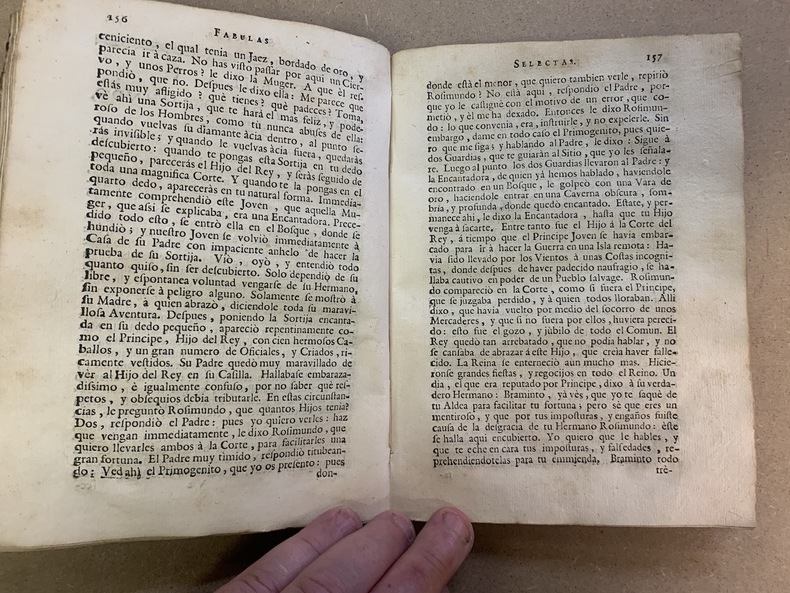 156
FABULAS
ceniciento, el qual tenia un Jaez, bordado de oro, y
parecia ir à caza. No has visto passar por aqui un Cier-
vo, y unos Perros? le dixo la Muger. A que èl res-
pondiò, que no. Despues le dixo ella: Me parece que
estàs muy afligido? què tienes? què padeces? Toma,
vè ahì una Sortija, que te harà el mas feliz, y pode-
roso de los Hombres, como tù nunca abuses de ella:
quando vuelvas su diamante àcia dentro, al punto se-
ràs invisible; y quando le vuelvas àcia fuera, quedaràs
descubierto: quando te pongas esta Sortija en tu dedo
pequeño, pareceràs el Hijo del Rey, y seràs seguido de
toda una magnifica Corte. Y quando te la pongas en el
quarto dedo, apareceràs en tu natural forma. Immedia-
tamente comprehendiò este Joven, que aquella Mu-
ger, que assi se explicaba, era una Encantadora. Prece-
dido todo esto, se entrò ella en el Bosque, donde se
hundiò; y nuestro Joven se volviò immediatamente à
Casa de su Padre con impaciente anhelo de hacer la
prueba de su Sortija. Viò, oyò, y entendiò todo
quanto quiso, sin ser descubierto. Solo dependiò de su
libre, y espontanea voluntad vengarse de su Hermano,
sin exponerse à peligro alguno. Solamente se mostrò à
su Madre, à quien abrazò, diciendole toda su maravi-
llosa Aventura. Despues, poniendo la Sortija encanta-
da en su dedo pequeño, apareciò repentinamente co-
mo el Principe, Hijo del Rey, con cien hermosos Ca-
ballos, y un gran numero de Oficiales, y Criados, ri-
camente vestidos. Su Padre quedò muy maravillado de
vèr al Hijo del Rey en su Casilla. Hallabase embaraza-
dissimo, è igualmente confuso, por no saber què res-
petos, y obsequios debia tributarle. En estas circunstan-
cias, le preguntò Rosimundo, que quantos Hijos tenia?
Dos, respondiò el Padre: pues yo quiero verles: haz
que vengan immediatamente, le dixo Rosimundo, que
quiero llevarles ambos à la Corte, para facilitarles una
gran fortuna. El Padre muy timido, respondiò titubean-
do: Ved ahì el Primogenito, que yo os presento: pues
don-
SELECTAS.
157
donde està el menor, que quiero tambien verle, repitiò
Rosimundo? No està aqui, respondiò el Padre, por-
que yo le castiguè con el motivo de un error, que co-
metiò, y èl me ha dexado. Entonces le dixo Rosimun-
do: lo que convenia, era, instruirle, y no expelerle. Sin
embargo, dame en todo caso el Primogenito, pues quie-
ro que me siga; y hablando al Padre, le dixo: Sigue à
dos Guardias, que te guiaràn al Sitio, que yo les señala-
re. Luego al punto los dos Guardias llevaron al Padre: y
la Encantadora, de quien yà hemos hablado, haviendole
encontrado en un Bosque, le golpeò con una Vara de
oro, haciendole entrar en una Caverna obscura, som-
bria, y profunda, donde quedò encantado. Estate, y per-
manece ahì, le dixo la Encantadora, hasta que tu Hijo
venga à sacarte. Entre tanto fue el Hijo à la Corte del
Rey, à tiempo que el Principe Joven se havia embar-
cado para ir à hacer la Guerra en una Isla remota: Ha-
via sido llevado por los Vientos à unas Costas incogni-
tas, donde despues de haver padecido naufragio, se ha-
llaba cautivo en poder de un Pueblo salvage. Rosimun-
do compareciò en la Corte, como si fuera el Principe,
que se juzgaba perdido, y à quien todos lloraban. Alli
dixo, que havia vuelto por medio del socorro de unos
Mercaderes, y que si no fuera por ellos, huviera pereci-
do: esto fue el gozo, y jùbilo de todo el Comun. El
Rey quedò tan arrebatado, que no podia hablar, y no
se cansaba de abrazar à este Hijo, que creìa haver falle-
cido. La Reina se enterneciò aun mucho mas. Hicie-
ronse grandes fiestas, y regocijos en todo el Reino. Un
dia, el que era reputado por Principe, dixo à su verda-
dero Hermano: Braminto, yà vès, que yo te saquè de
tu Aldea para facilitar tu fortuna; pero sè que eres un
mentiroso, y que por tus imposturas, y engaños fuiste
causa de la desgracia de tu Hermano Rosimundo: èste
se halla aqui encubierto. Yo quiero que le hables, y
que te eche en cara tus imposturas, y falsedades, re-
prehendiendotelas para tu enmienda. Braminto todo
trè-